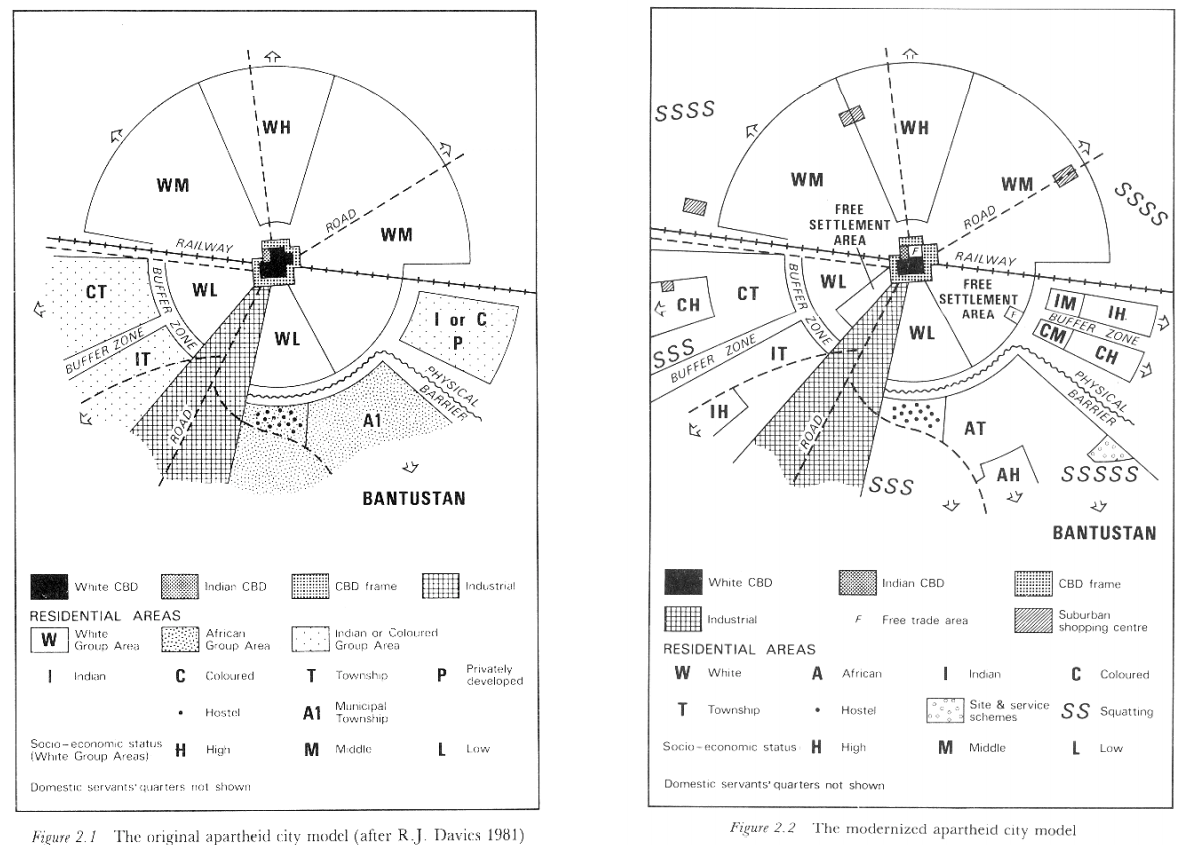 WH
WM
WM
ROAD
RAILWAY
CT
BUFFER ZONE
WL
BUFFER ZONE
IT
WL
I or C
P
PHYSICAL BARRIER
ROAD
A1
BANTUSTAN
White CBD
Indian CBD
CBD frame
Industrial
RESIDENTIAL AREAS
W
White
Group Area
African
Group Area
Indian or Coloured
Group Area
I Indian
C Coloured
T Township
P Privately
developed
Hostel
A1 Municipal
Township
Socio-economic status
(White Group Areas)
H High
M Middle
L Low
Domestic servants' quarters not shown
Figure 2.1 The original apartheid city model (after R.J. Davies 1981)
SSSS
WH
WM
WM
SSSS
FREE
SETTLEMENT
AREA
ROAD
F
RAILWAY
CH
CT
BUFFER ZONE
WL
FREE
SETTLEMENT
AREA
F
IM
IH
BUFFER ZONE
CM
CH
SSS
BUFFER ZONE
IT
WL
PHYSICAL
BARRIER
IH
ROAD
AT
AH
SSS
SSSSS
BANTUSTAN
White CBD
Indian CBD
CBD frame
Industrial
F Free trade area
Suburban
shopping centre
RESIDENTIAL AREAS
W White
A African
I Indian
C Coloured
T Township
Hostel
Site & service
schemes
SS Squatting
Socio-economic status
H High
M Middle
L Low
Domestic servants' quarters not shown
Figure 2.2 The modernized apartheid city model